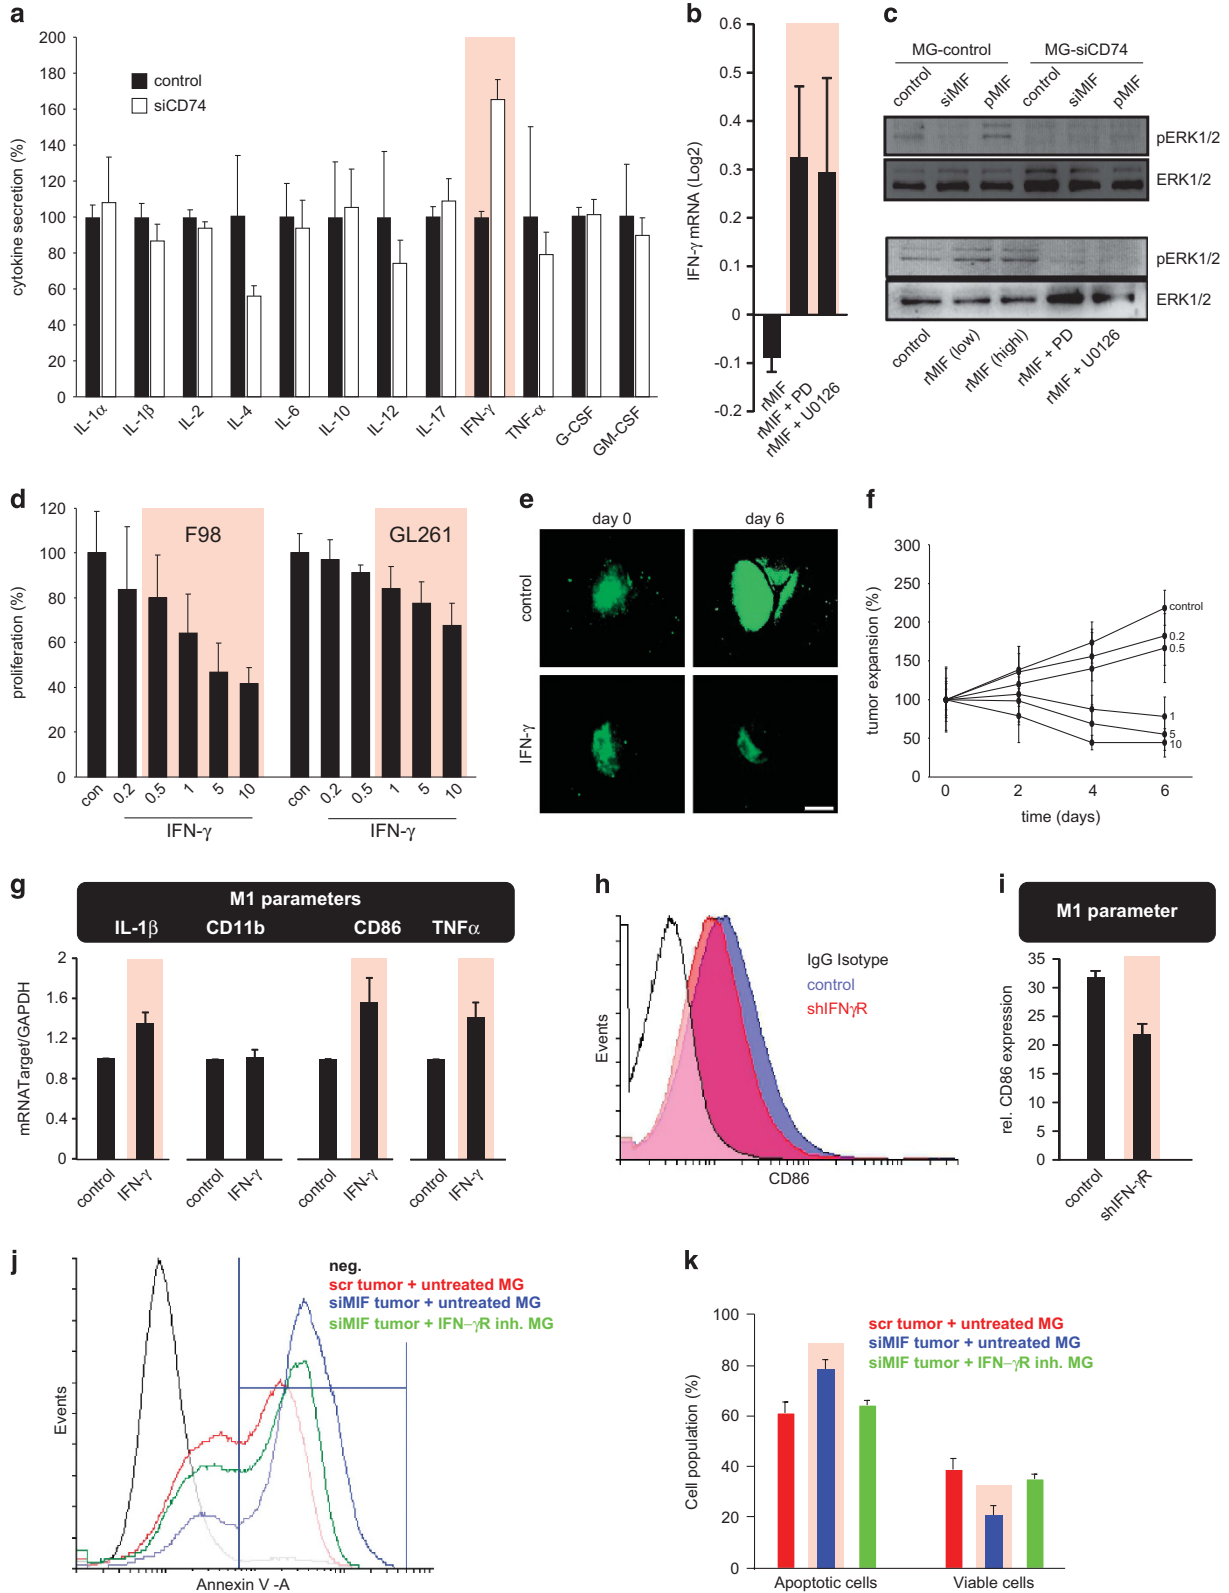 a
200
180
160
140
120
100
80
60
40
20
0
cytokine secretion (%)
control
siCD74
IL-1α
IL-1β
IL-2
IL-4
IL-6
IL-10
IL-12
IL-17
IFN-γ
TNF-α
G-CSF
GM-CSF
b
0.6
0.5
0.4
0.3
0.2
0.1
0
-0.1
-0.2
IFN-γ mRNA (Log2)
rMIF
rMIF + PD
rMIF + U0126
c
MG-control MG-siCD74
control siMIF pMIF control siMIF pMIF
pERK1/2
ERK1/2
pERK1/2
ERK1/2
control
rMIF (low)
rMIF (highl)
rMIF + PD
rMIF + U0126
d
120
100
80
60
40
20
0
proliferation (%)
F98
GL261
con 0.2 0.5 1 5 10
con 0.2 0.5 1 5 10
IFN-γ IFN-γ
e
day 0 day 6
control
IFN-γ
f
300
250
200
150
100
50
0
tumor expansion (%)
control
0.2
0.5
1
5
10
0 2 4 6
time (days)
g
M1 parameters
IL-1β CD11b CD86 TNFα
2
1.6
1.2
0.8
0.4
0
mRNATarget/GAPDH
control IFN-γ control IFN-γ control IFN-γ control IFN-γ
h
IgG Isotype
control
shIFNγR
Events
CD86
i
M1 parameter
35
30
25
20
15
10
5
0
rel. CD86 expression
control
shIFN-γR
j
neg.
scr tumor + untreated MG
siMIF tumor + untreated MG
siMIF tumor + IFN–γR inh. MG
Events
Annexin V -A
k
100
80
60
40
20
0
Cell population (%)
scr tumor + untreated MG
siMIF tumor + untreated MG
siMIF tumor + IFN–γR inh. MG
Apoptotic cells Viable cells